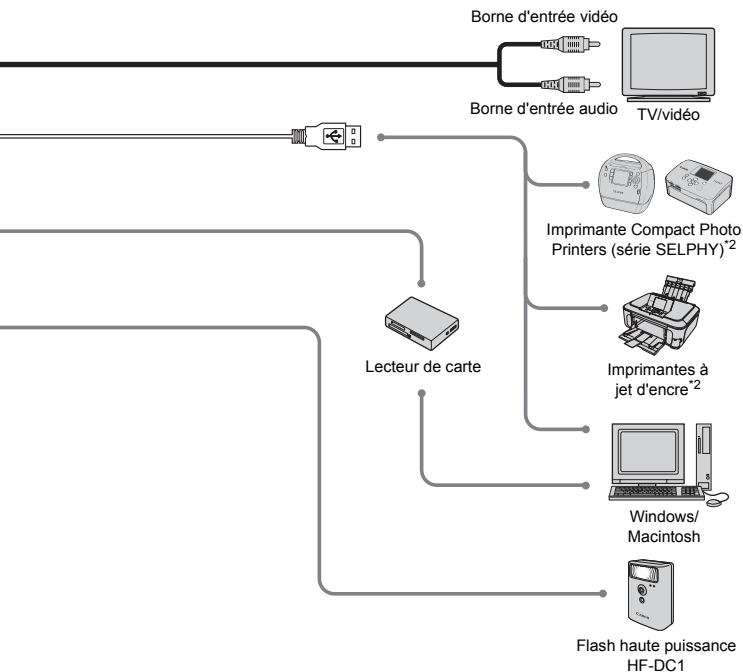 Borne d'entrée vidéo
Borne d'entrée audio
TV/vidéo
Imprimante Compact Photo
Printers (série SELPHY)*2
Lecteur de carte
Imprimantes à
jet d'encre*2
Windows/
Macintosh
Flash haute puissance
HF-DC1